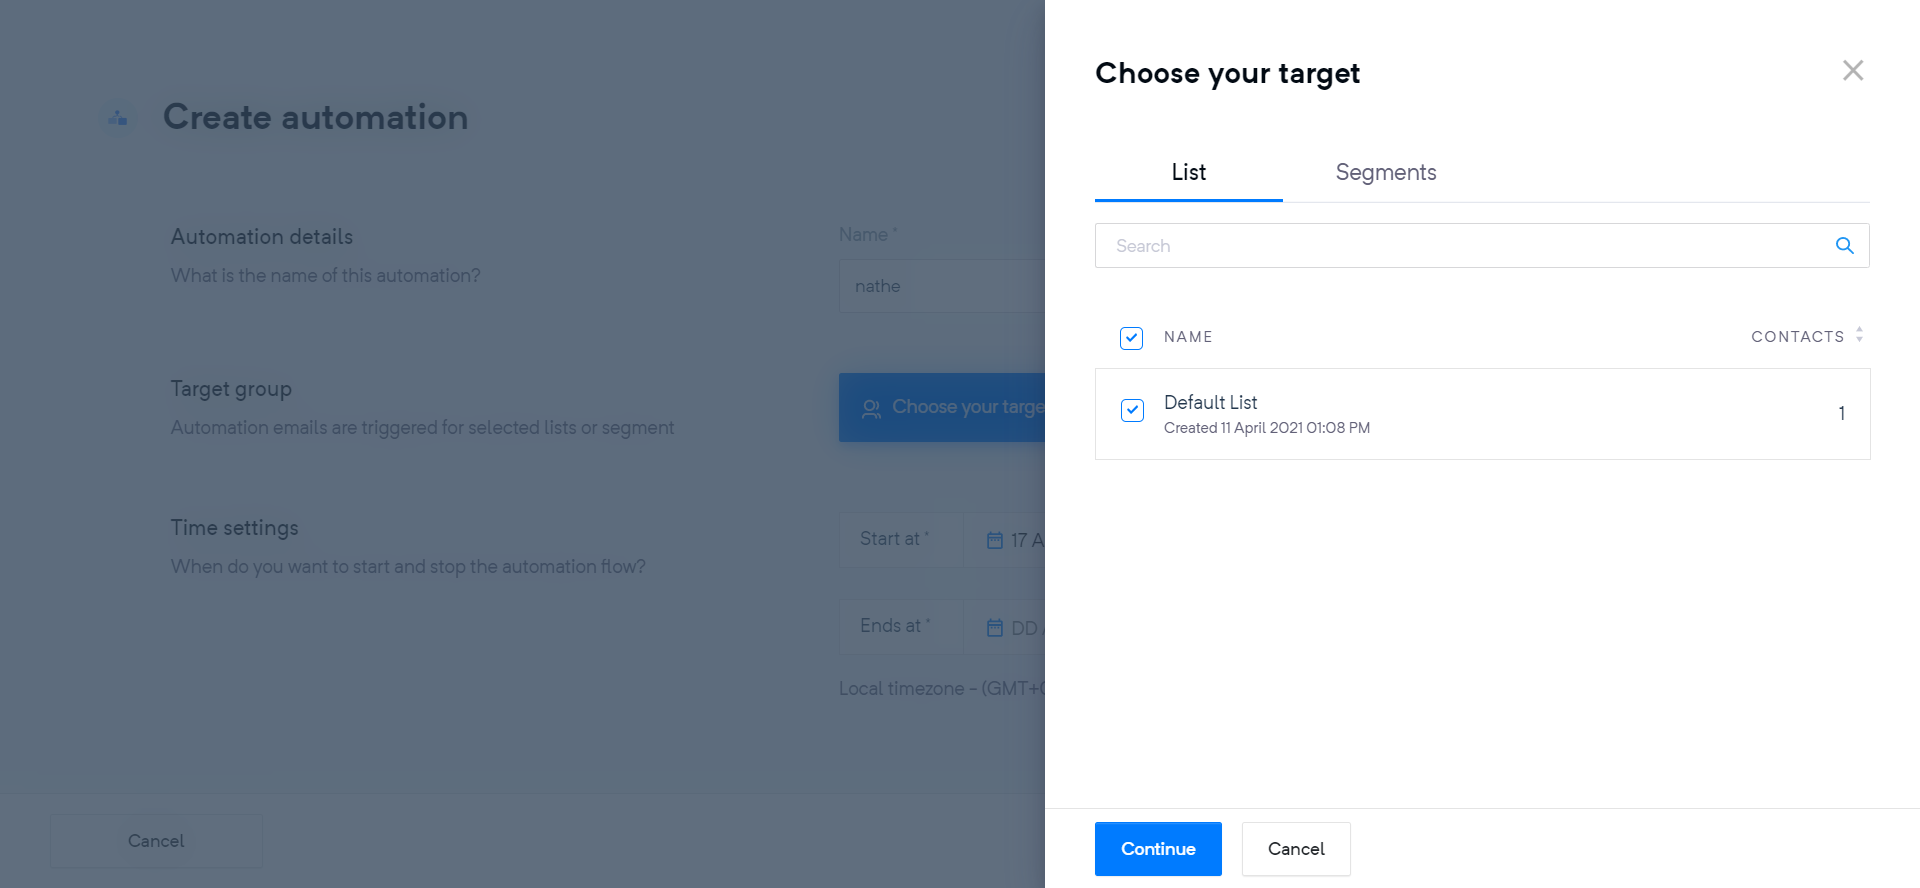 Create automation
Automation details
What is the name of this automation?
Name *
nathe
Target group
Automation emails are triggered for selected lists or segment
Choose your targe
Time settings
When do you want to start and stop the automation flow?
Start at *
17 A
Ends at *
DD
Local timezone - (GMT+
Cancel
Choose your target
List
Segments
Search
NAME
CONTACTS
Default List
Created 11 April 2021 01:08 PM
1
Continue
Cancel